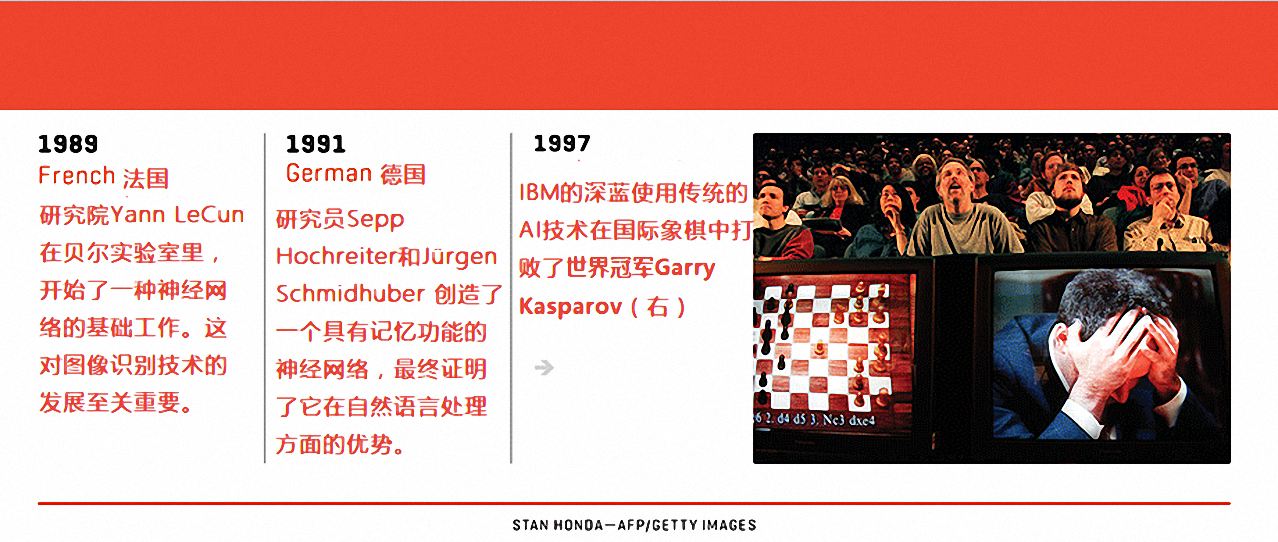 1989
French 法国
研究院Yann LeCun
在贝尔实验室里，
开始了一种神经网
络的基础工作。这
对图像识别技术的
发展至关重要。
1991
German 德国
研究员Sepp
Hochreiter和Jürgen
Schmidhuber 创造了
一个具有记忆功能的
神经网络，最终证明
了它在自然语言处理
方面的优势。
1997
IBM的深蓝使用传统的
AI技术在国际象棋中打
败了世界冠军Garry
Kasparov（右）
6 2. d4 d5 3. Nc3 dxe4
STAN HONDA—AFP/GETTY IMAGES